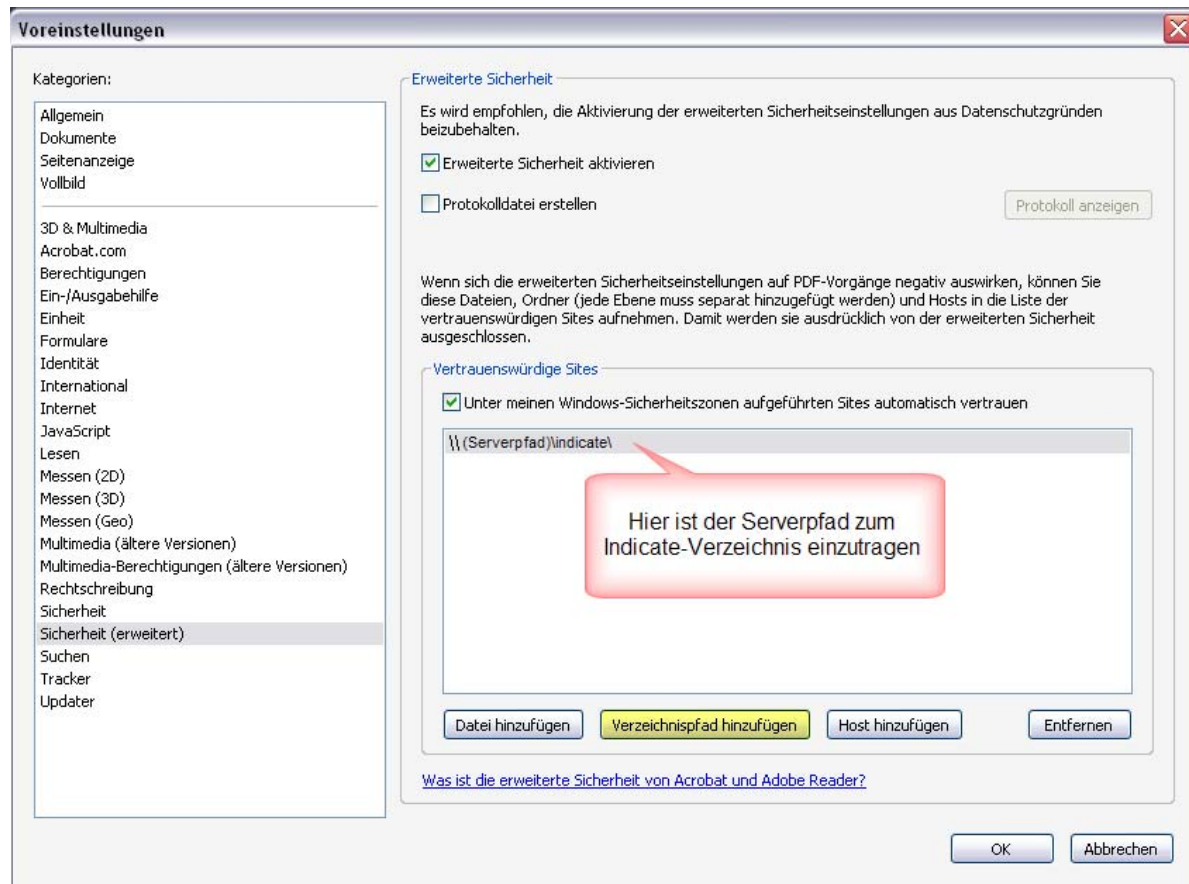 Voreinstellungen
Kategorien:
Allgemein
Dokumente
Seitenanzeige
Vollbild
3D & Multimedia
Acrobat.com
Berechtigungen
Ein-/Ausgabehilfe
Einheit
Formulare
Identität
International
Internet
JavaScript
Lesen
Messen (2D)
Messen (3D)
Messen (Geo)
Multimedia (ältere Versionen)
Multimedia-Berechtigungen (ältere Versionen)
Rechtschreibung
Sicherheit
Sicherheit (erweitert)
Suchen
Tracker
Updater
Erweiterte Sicherheit
Es wird empfohlen, die Aktivierung der erweiterten Sicherheitseinstellungen aus Datenschutzgründen
beizubehalten.
Erweiterte Sicherheit aktivieren
Protokolldatei erstellen
Protokoll anzeigen
Wenn sich die erweiterten Sicherheitseinstellungen auf PDF-Vorgänge negativ auswirken, können Sie
diese Dateien, Ordner (jede Ebene muss separat hinzugefügt werden) und Hosts in die Liste der
vertrauenswürdigen Sites aufnehmen. Damit werden sie ausdrücklich von der erweiterten Sicherheit
ausgeschlossen.
Vertrauenswürdige Sites
Unter meinen Windows-Sicherheitszonen aufgeführten Sites automatisch vertrauen
\\ (Serverpfad)\indicate\
Hier ist der Serverpfad zum
Indicate-Verzeichnis einzutragen
Datei hinzufügen
Verzeichnispfad hinzufügen
Host hinzufügen
Entfernen
Was ist die erweiterte Sicherheit von Acrobat und Adobe Reader?
OK
Abbrechen